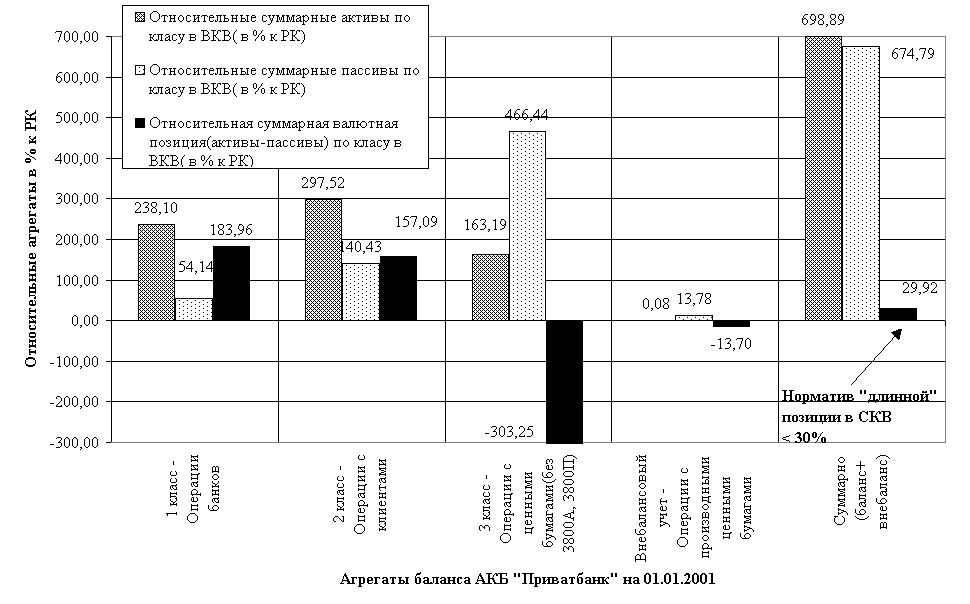 Относительные суммарные активы по
класу в ВКВ( в % к РК)
Относительные суммарные пассивы по
класу в ВКВ( в % к РК)
Относительная суммарная валютная
позиция(активы-пассивы) по класу в
ВКВ( в % к РК)
Относительные агрегаты в % к РК
700,00
600,00
500,00
400,00
300,00
200,00
100,00
0,00
-100,00
-200,00
-300,00
238,10
54,14
183,96
297,52
140,43
157,09
163,19
466,44
-303,25
0,08
13,78
-13,70
698,89
674,79
29,92
Норматив "длинной"
позиции в СКВ
< 30%
1 класс -
Операции
банков
2 класс -
Операции с
клиентами
3 класс -
Операции с
ценными
бумагами(без
3800А, 3800П)
Внебалансовый
учет -
Операции с
производными
ценными
бумагами
Суммарно
(баланс+
внебаланс)
Агрегаты баланса АКБ "Приватбанк" на 01.01.2001